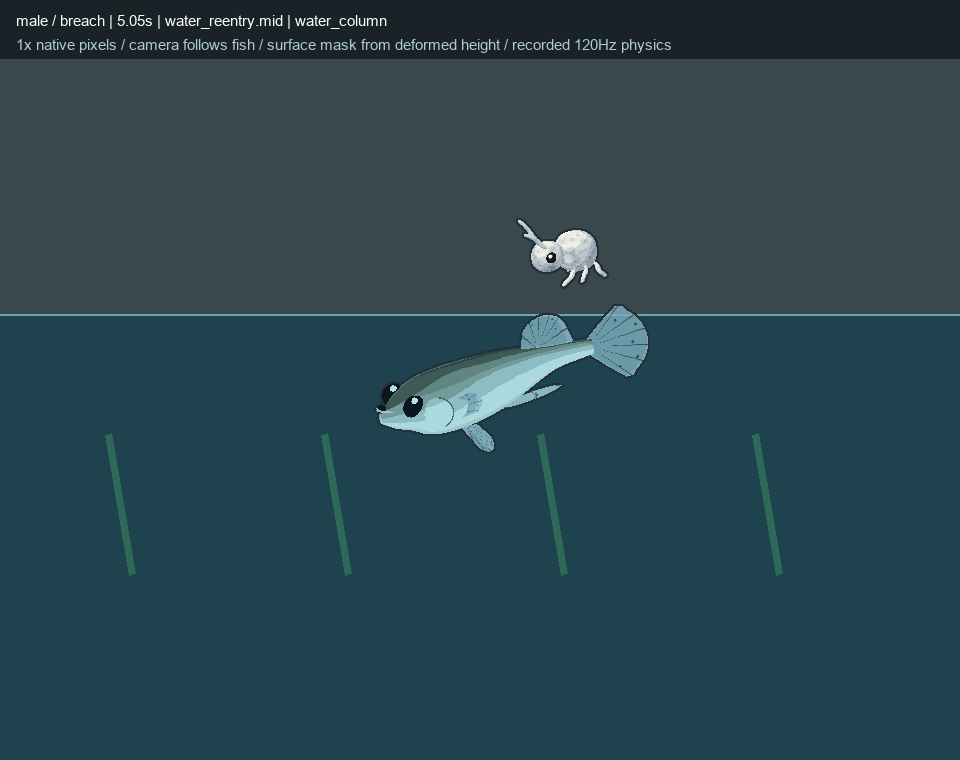 male / breach | 5.05s | water_reentry.mid | water_column
1x native pixels / camera follows fish / surface mask from deformed height / recorded 120Hz physics